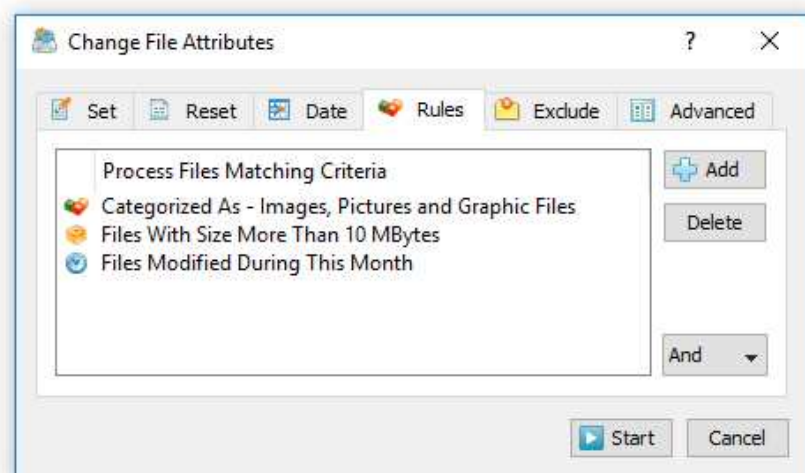 Change File Attributes
?
Set Reset Date Rules Exclude Advanced
Process Files Matching Criteria
Add
Categorized As - Images, Pictures and Graphic Files
Files With Size More Than 10 MBytes
Delete
Files Modified During This Month
And
Start Cancel